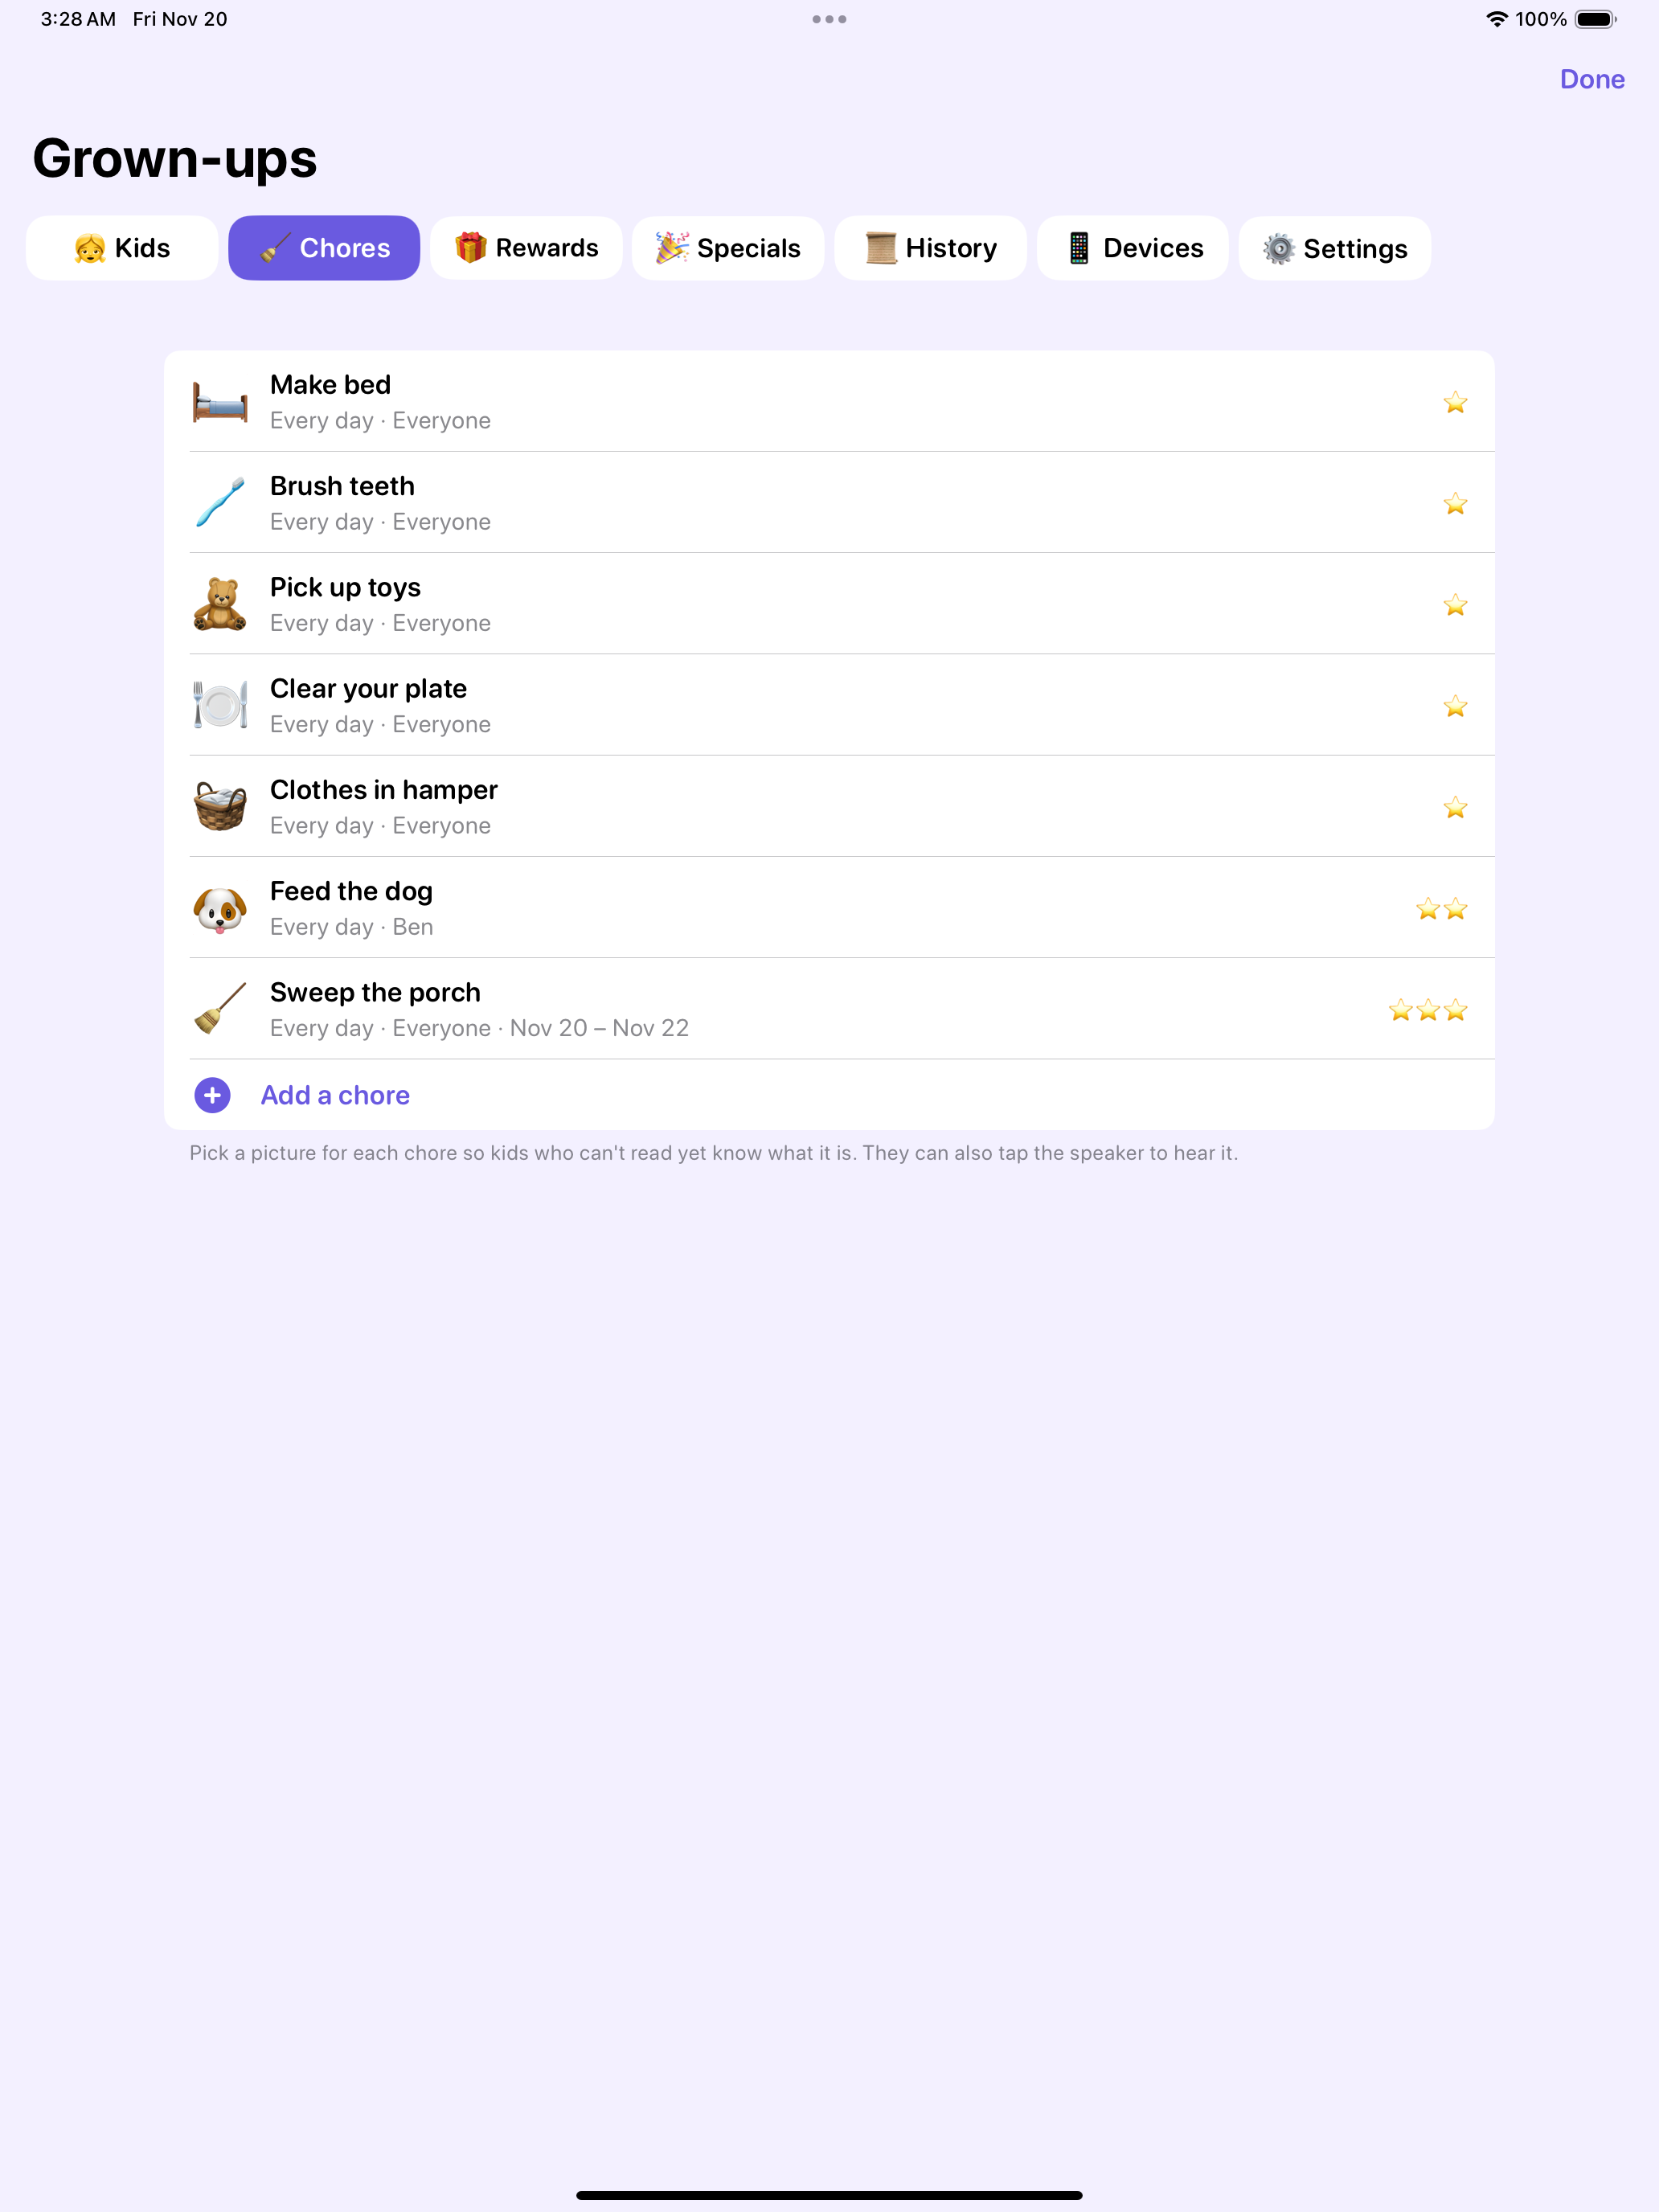 3:28 AM Fri Nov 20
100%
Done
Grown-ups
Kids
Chores
Rewards
Specials
History
Devices
Settings
Make bed
Every day · Everyone
Brush teeth
Every day · Everyone
Pick up toys
Every day · Everyone
Clear your plate
Every day · Everyone
Clothes in hamper
Every day · Everyone
Feed the dog
Every day · Ben
Sweep the porch
Every day · Everyone · Nov 20 – Nov 22
Add a chore
Pick a picture for each chore so kids who can't read yet know what it is. They can also tap the speaker to hear it.